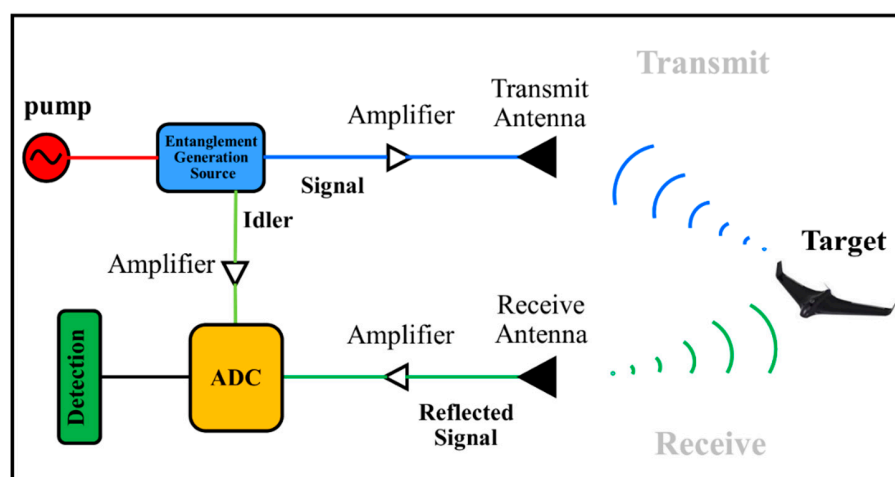 Transmit
pump
Amplifier
Transmit
Antenna
Entanglement
Generation
Source
Signal
Idler
Target
Amplifier
Receive
Antenna
Amplifier
Detection
ADC
Reflected
Signal
Receive